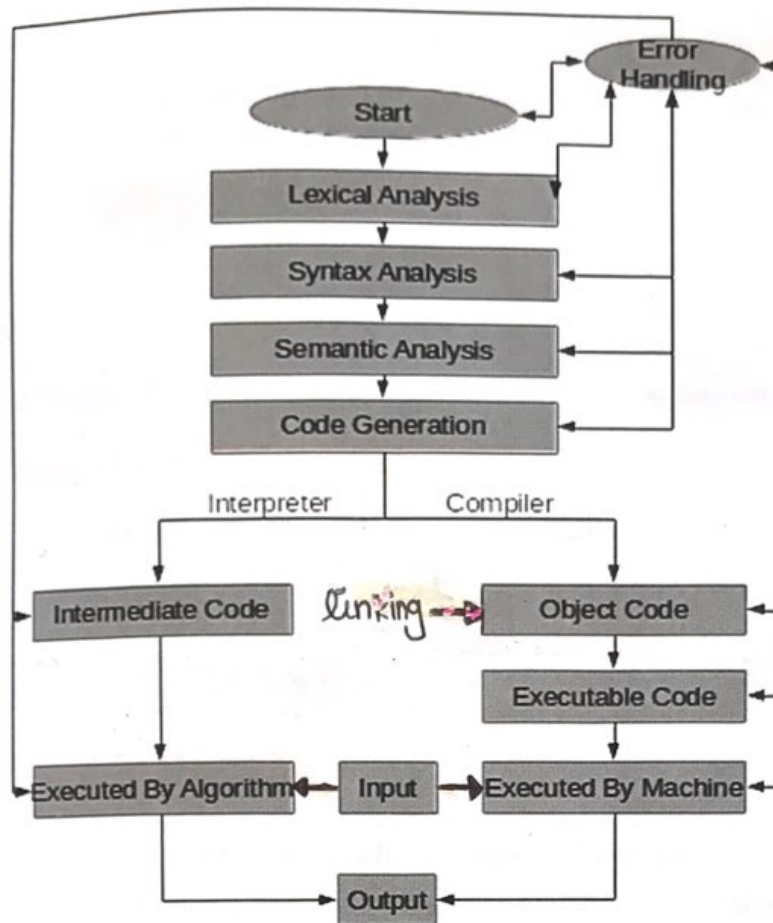 Error
Handling
Start
Lexical Analysis
Syntax Analysis
Semantic Analysis
Code Generation
Interpreter Compiler
Intermediate Code linking Object Code
Executable Code
Executed By Algorithm Input Executed By Machine
Output